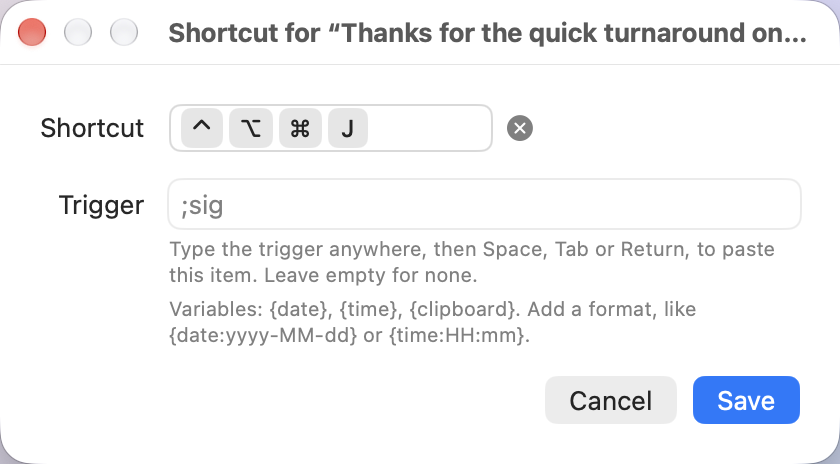 Shortcut for “Thanks for the quick turnaround on...
Shortcut ^ ⌥ ⌘ J
Trigger ;sig
Type the trigger anywhere, then Space, Tab or Return, to paste
this item. Leave empty for none.
Variables: {date}, {time}, {clipboard}. Add a format, like
{date:yyyy-MM-dd} or {time:HH:mm}.
Cancel Save